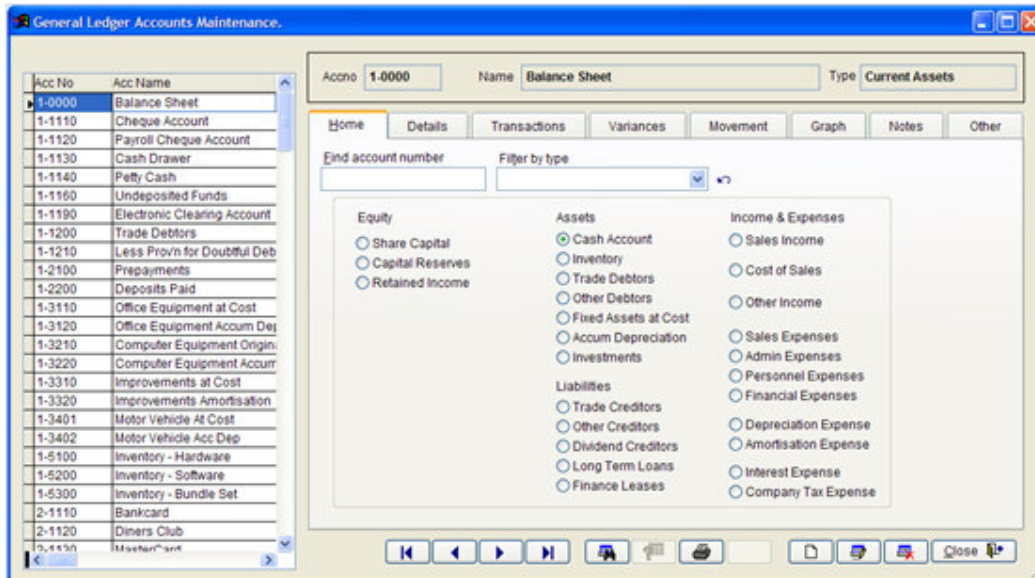 General Ledger Accounts Maintenance.
Acc No Acc Name
1-0000 Balance Sheet
1-1110 Cheque Account
1-1120 Payroll Cheque Account
1-1130 Cash Drawer
1-1140 Petty Cash
1-1160 Undeposited Funds
1-1190 Electronic Clearing Account
1-1200 Trade Debtors
1-1210 Less Prov'n for Doubtful Deb
1-2100 Prepayments
1-2200 Deposits Paid
1-3110 Office Equipment at Cost
1-3120 Office Equipment Accum Dep
1-3210 Computer Equipment Origin
1-3220 Computer Equipment Accum
1-3310 Improvements at Cost
1-3320 Improvements Amortisation
1-3401 Motor Vehicle At Cost
1-3402 Motor Vehicle Acc Dep
1-5100 Inventory - Hardware
1-5200 Inventory - Software
1-5300 Inventory - Bundle Set
2-1110 Bankcard
2-1120 Diners Club
2-1130 MasterCard
Accno 1-0000 Name Balance Sheet Type Current Assets
Home Details Transactions Variances Movement Graph Notes Other
Find account number Filter by type
Equity
Share Capital
Capital Reserves
Retained Income
Assets
Cash Account
Inventory
Trade Debtors
Other Debtors
Fixed Assets at Cost
Accum Depreciation
Investments
Liabilities
Trade Creditors
Other Creditors
Dividend Creditors
Long Term Loans
Finance Leases
Income & Expenses
Sales Income
Cost of Sales
Other Income
Sales Expenses
Admin Expenses
Personnel Expenses
Financial Expenses
Depreciation Expense
Amortisation Expense
Interest Expense
Company Tax Expense
Close